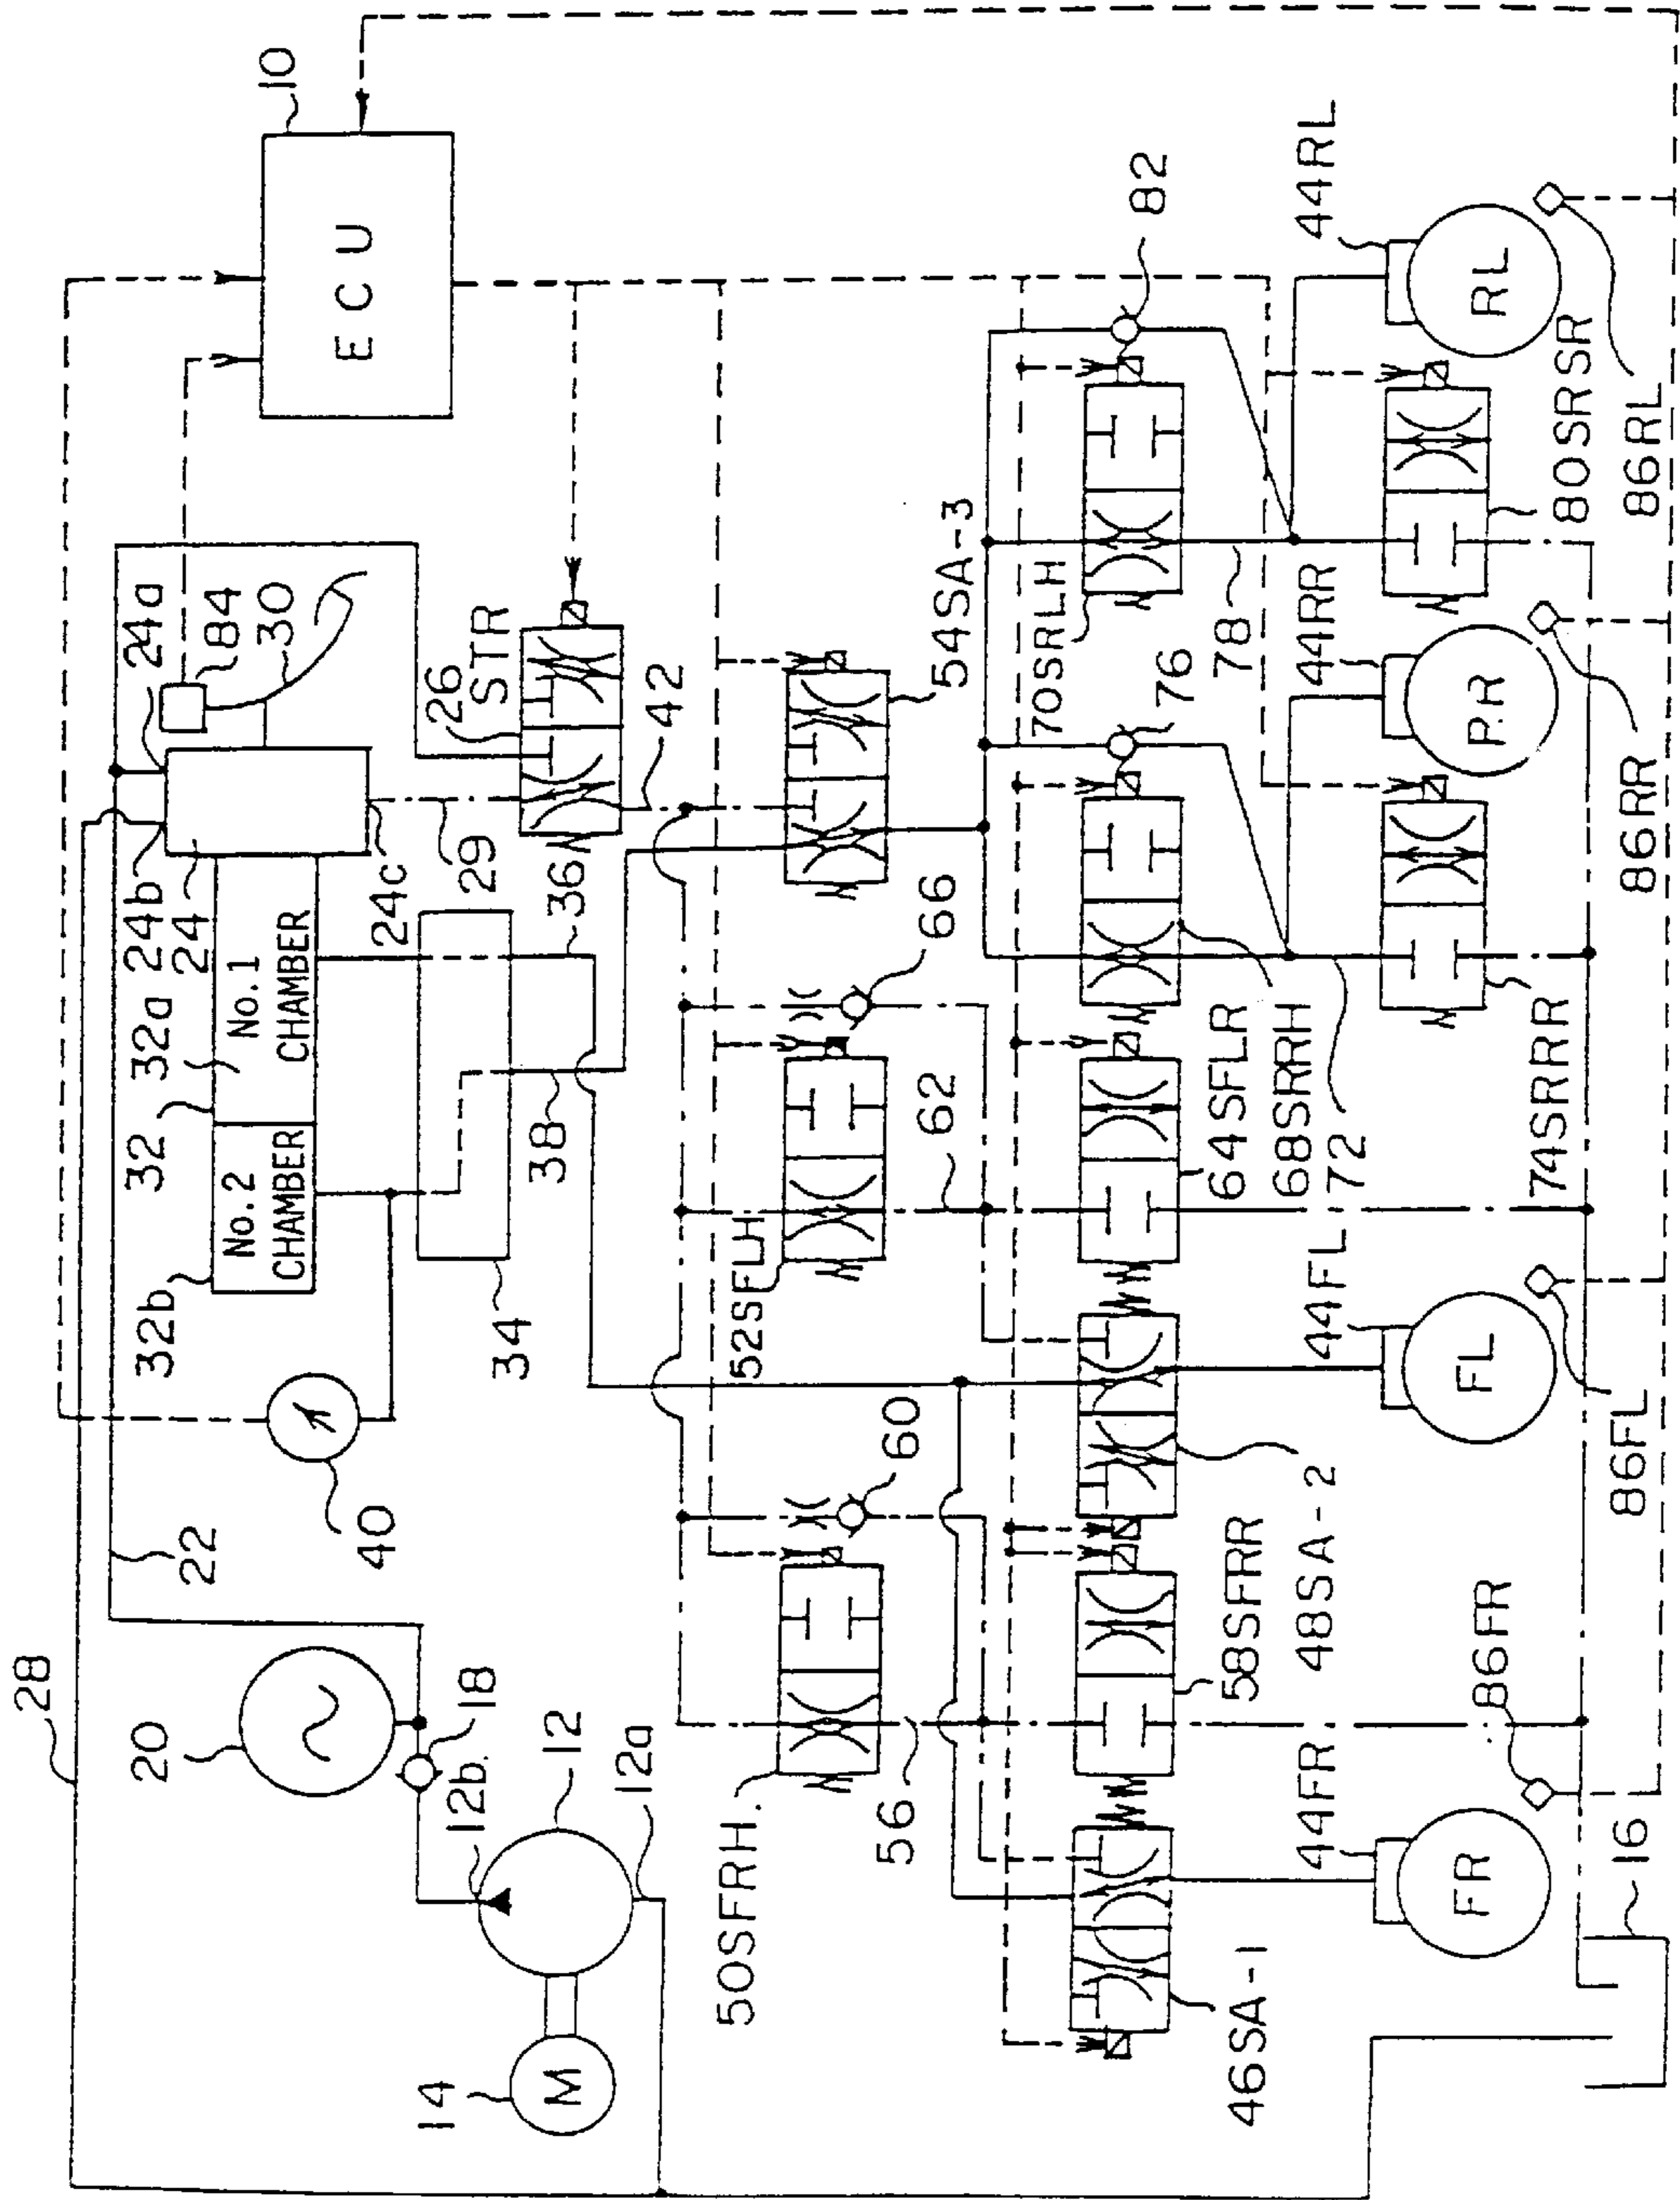 28
22
20
18
12b.
12
12a
14
M
40
32b
32
32a
24
24b
24a
84
30
10
ECU
No.2
CHAMBER
No.1
CHAMBER
34
38
36
29
24c
26
STR
42
50SFRH.
60
52SFLH
66
62
54SA-3
56
70SRLH
76
78
82
46SA-1
58SFRR
48SA-2
64SFLR
68SRRH
72
74SRRR
80SRSR
44FR
44FL
44RR
44RL
FR
FL
R.R
RL
86FR
86FL
86RR
86RL
16